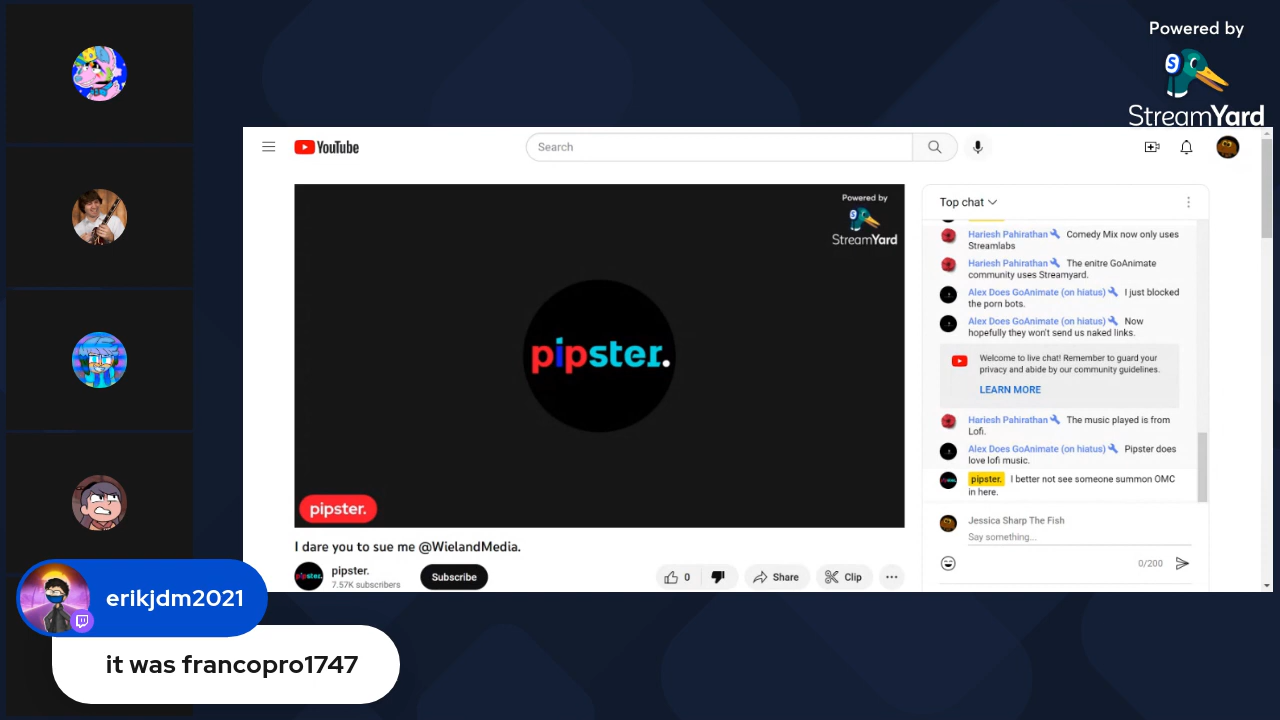 Powered by
StreamYard
YouTube
Search
Powered by
StreamYard
pipster.
pipster.
I dare you to sue me @WielandMedia.
pipster.
pipster.
7.57K subscribers
Subscribe
0
Share
Clip
Top chat
Hariesh Pahirathan Comedy Mix now only uses
Streamlabs
Hariesh Pahirathan The enitre GoAnimate
community uses Streamyard.
Alex Does GoAnimate (on hiatus) I just blocked
the porn bots.
Alex Does GoAnimate (on hiatus) Now
hopefully they won't send us naked links.
Welcome to live chat! Remember to guard your
privacy and abide by our community guidelines.
LEARN MORE
Hariesh Pahirathan The music played is from
Lofi.
Alex Does GoAnimate (on hiatus) Pipster does
love lofi music.
pipster. I better not see someone summon OMC
in here.
Jessica Sharp The Fish
Say something...
0/200
erikjdm2021
it was francopro1747